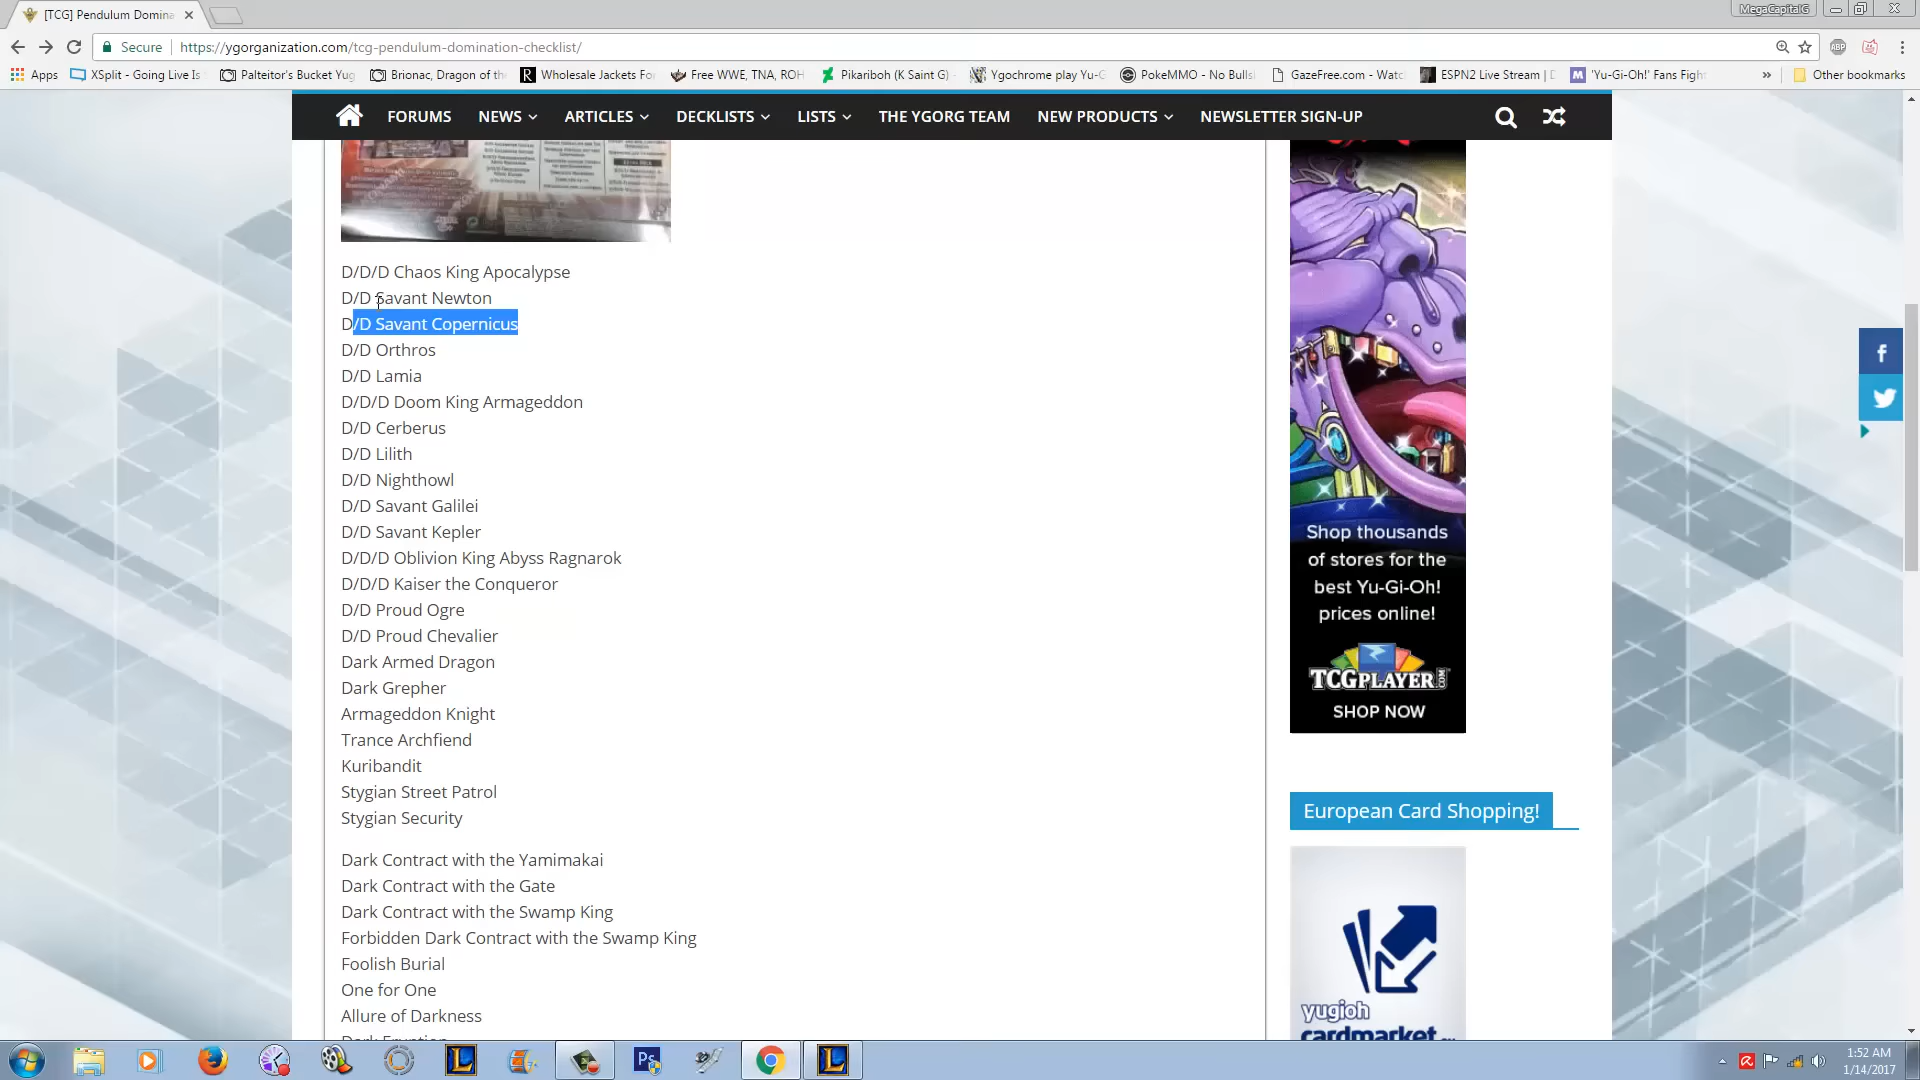 [TCG] Pendulum Domina
MegaCapitalG
Secure
https://ygorganization.com/tcg-pendulum-domination-checklist/
ABP
Apps
XSplit - Going Live Is
Palteitor's Bucket Yug
Brionac, Dragon of the
Wholesale Jackets Fo
Free WWE, TNA, ROH
Pikariboh (K Saint G)
Ygochrome play Yu-G
PokeMMO - No Bulls
GazeFree.com - Watc
ESPN2 Live Stream |
'Yu-Gi-Oh!' Fans Figh
»
Other bookmarks
FORUMS
NEWS
ARTICLES
DECKLISTS
LISTS
THE YGORG TEAM
NEW PRODUCTS
NEWSLETTER SIGN-UP
D/D/D Chaos King Apocalypse
D/D Savant Newton
D/D Savant Copernicus
D/D Orthros
D/D Lamia
D/D/D Doom King Armageddon
D/D Cerberus
D/D Lilith
D/D Nighthowl
D/D Savant Galilei
D/D Savant Kepler
D/D/D Oblivion King Abyss Ragnarok
D/D/D Kaiser the Conqueror
D/D Proud Ogre
D/D Proud Chevalier
Dark Armed Dragon
Dark Grepher
Armageddon Knight
Trance Archfiend
Kuribandit
Stygian Street Patrol
Stygian Security
Dark Contract with the Yamimakai
Dark Contract with the Gate
Dark Contract with the Swamp King
Forbidden Dark Contract with the Swamp King
Foolish Burial
One for One
Allure of Darkness
Dark Eruption
Shop thousands
of stores for the
best Yu-Gi-Oh!
prices online!
TCGPLAYER.COM
SHOP NOW
European Card Shopping!
yugioh
cardmarket
Ps
1:52 AM
1/14/2017